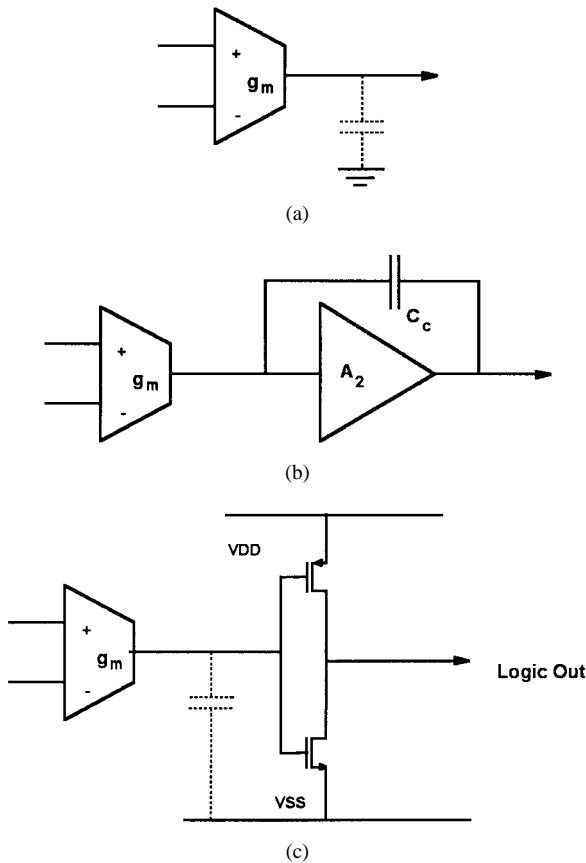 +
g_m
-
(a)
C_c
+
g_m
-
A_2
(b)
VDD
+
g_m
-
Logic Out
VSS
(c)